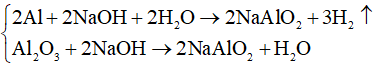 2Al + 2NaOH + 2H₂O → 2NaAlO₂ + 3H₂ ↑
Al₂O₃ + 2NaOH → 2NaAlO₂ + H₂O